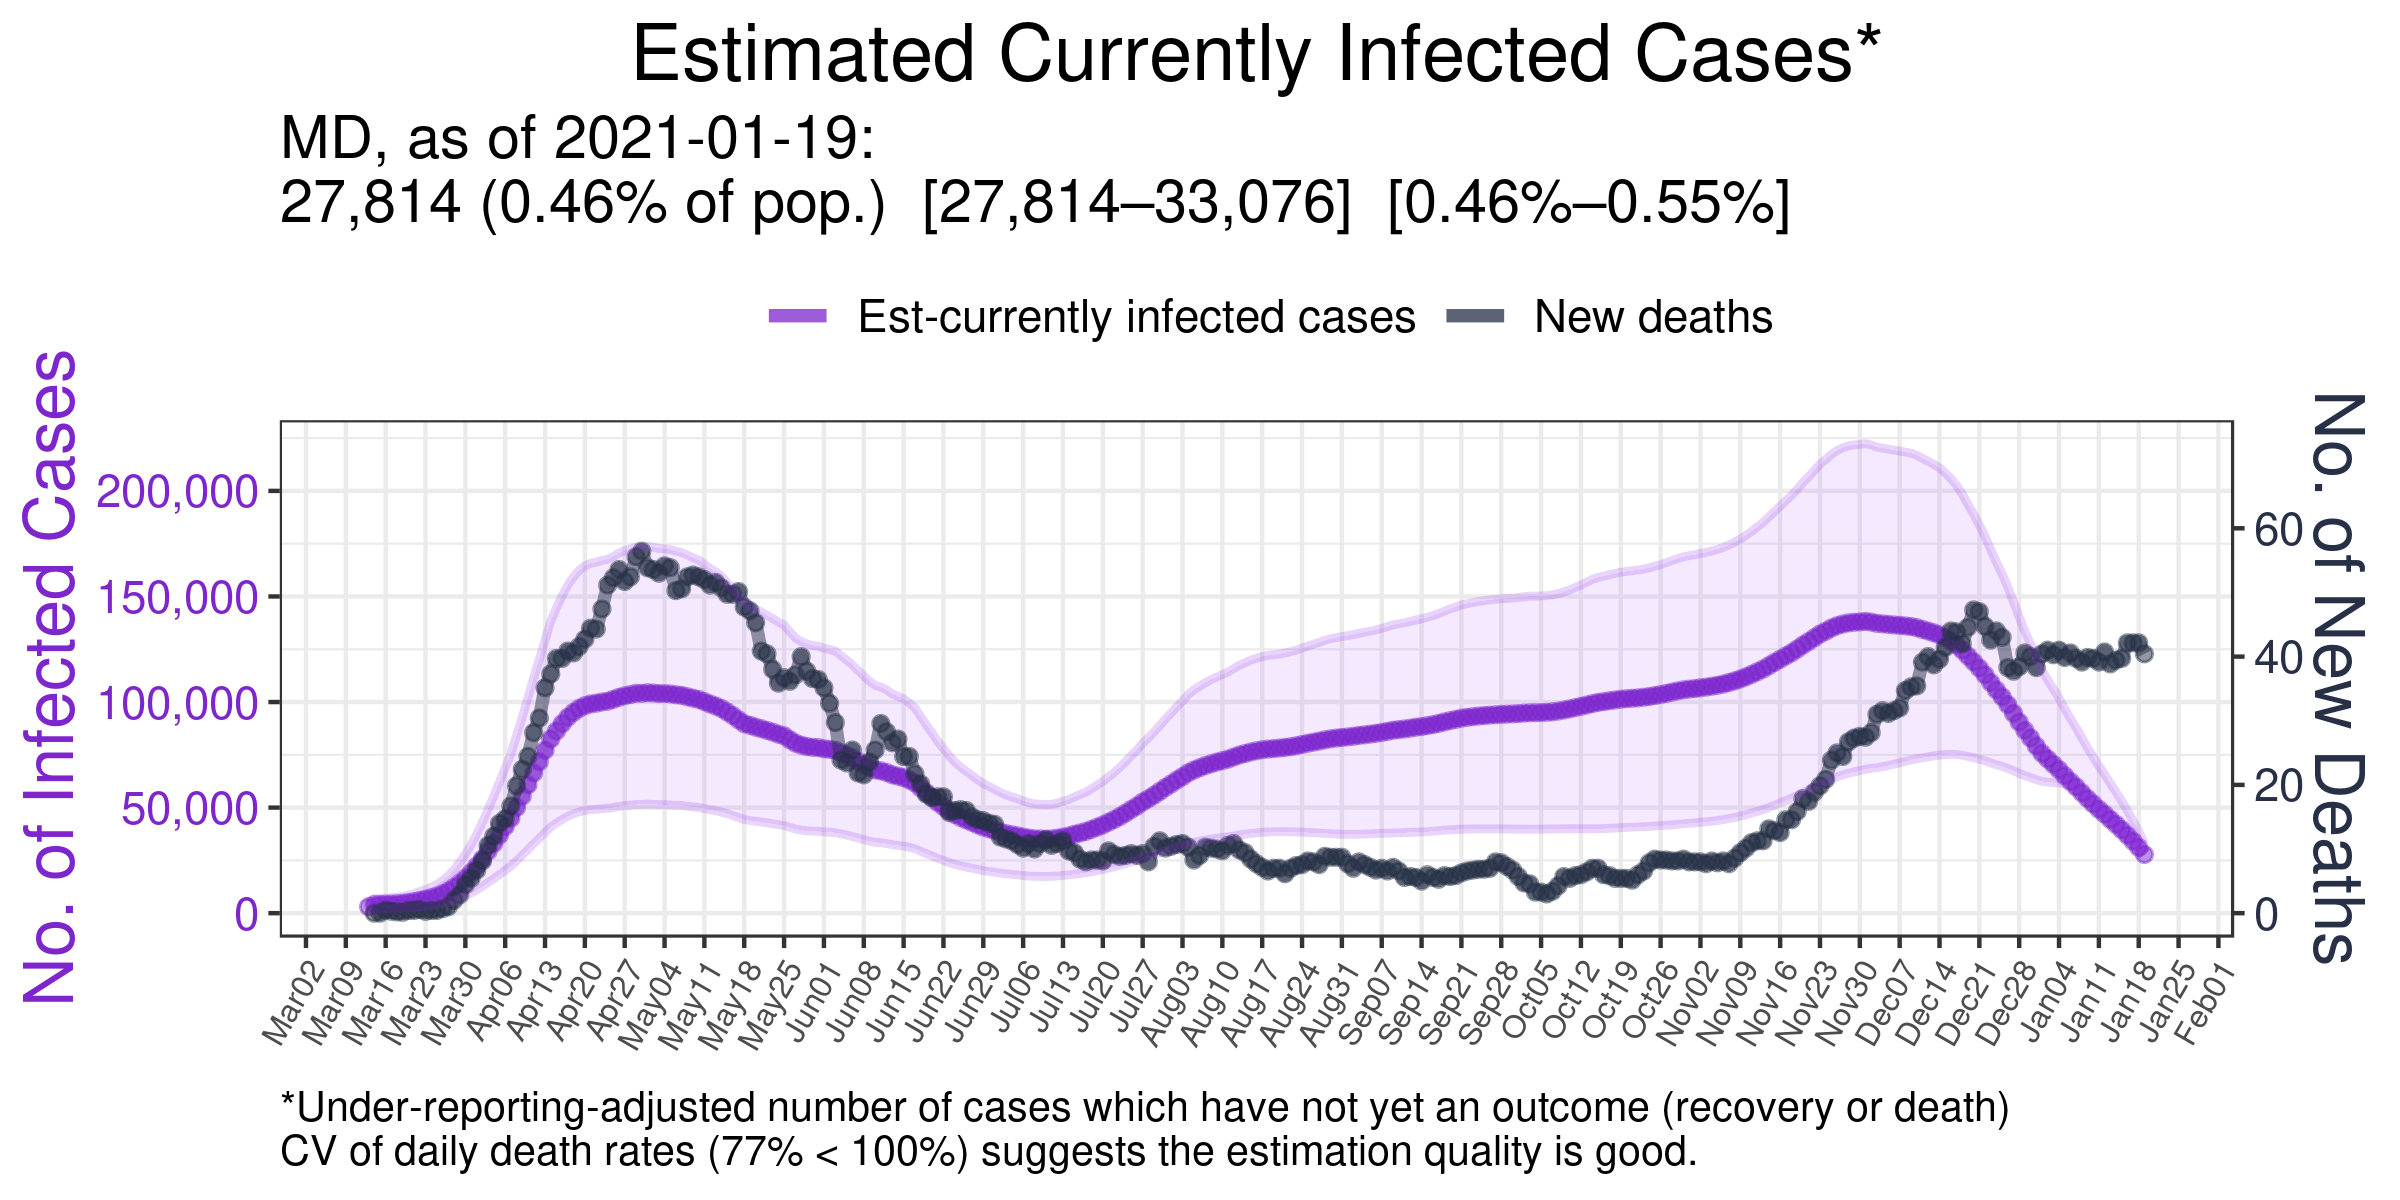 Estimated Currently Infected Cases*
MD, as of 2021-01-19:
27,814 (0.46% of pop.) [27,814–33,076] [0.46%–0.55%]
Est-currently infected cases
New deaths
No. of Infected Cases
200,000
150,000
100,000
50,000
0
No. of New Deaths
60
40
20
0
Mar02
Mar09
Mar16
Mar23
Mar30
Apr06
Apr13
Apr20
Apr27
May04
May11
May18
May25
Jun01
Jun08
Jun15
Jun22
Jun29
Jul06
Jul13
Jul20
Jul27
Aug03
Aug10
Aug17
Aug24
Aug31
Sep07
Sep14
Sep21
Sep28
Oct05
Oct12
Oct19
Oct26
Nov02
Nov09
Nov16
Nov23
Nov30
Dec07
Dec14
Dec21
Dec28
Jan04
Jan11
Jan18
Jan25
Feb01
*Under-reporting-adjusted number of cases which have not yet an outcome (recovery or death)
CV of daily death rates (77% < 100%) suggests the estimation quality is good.